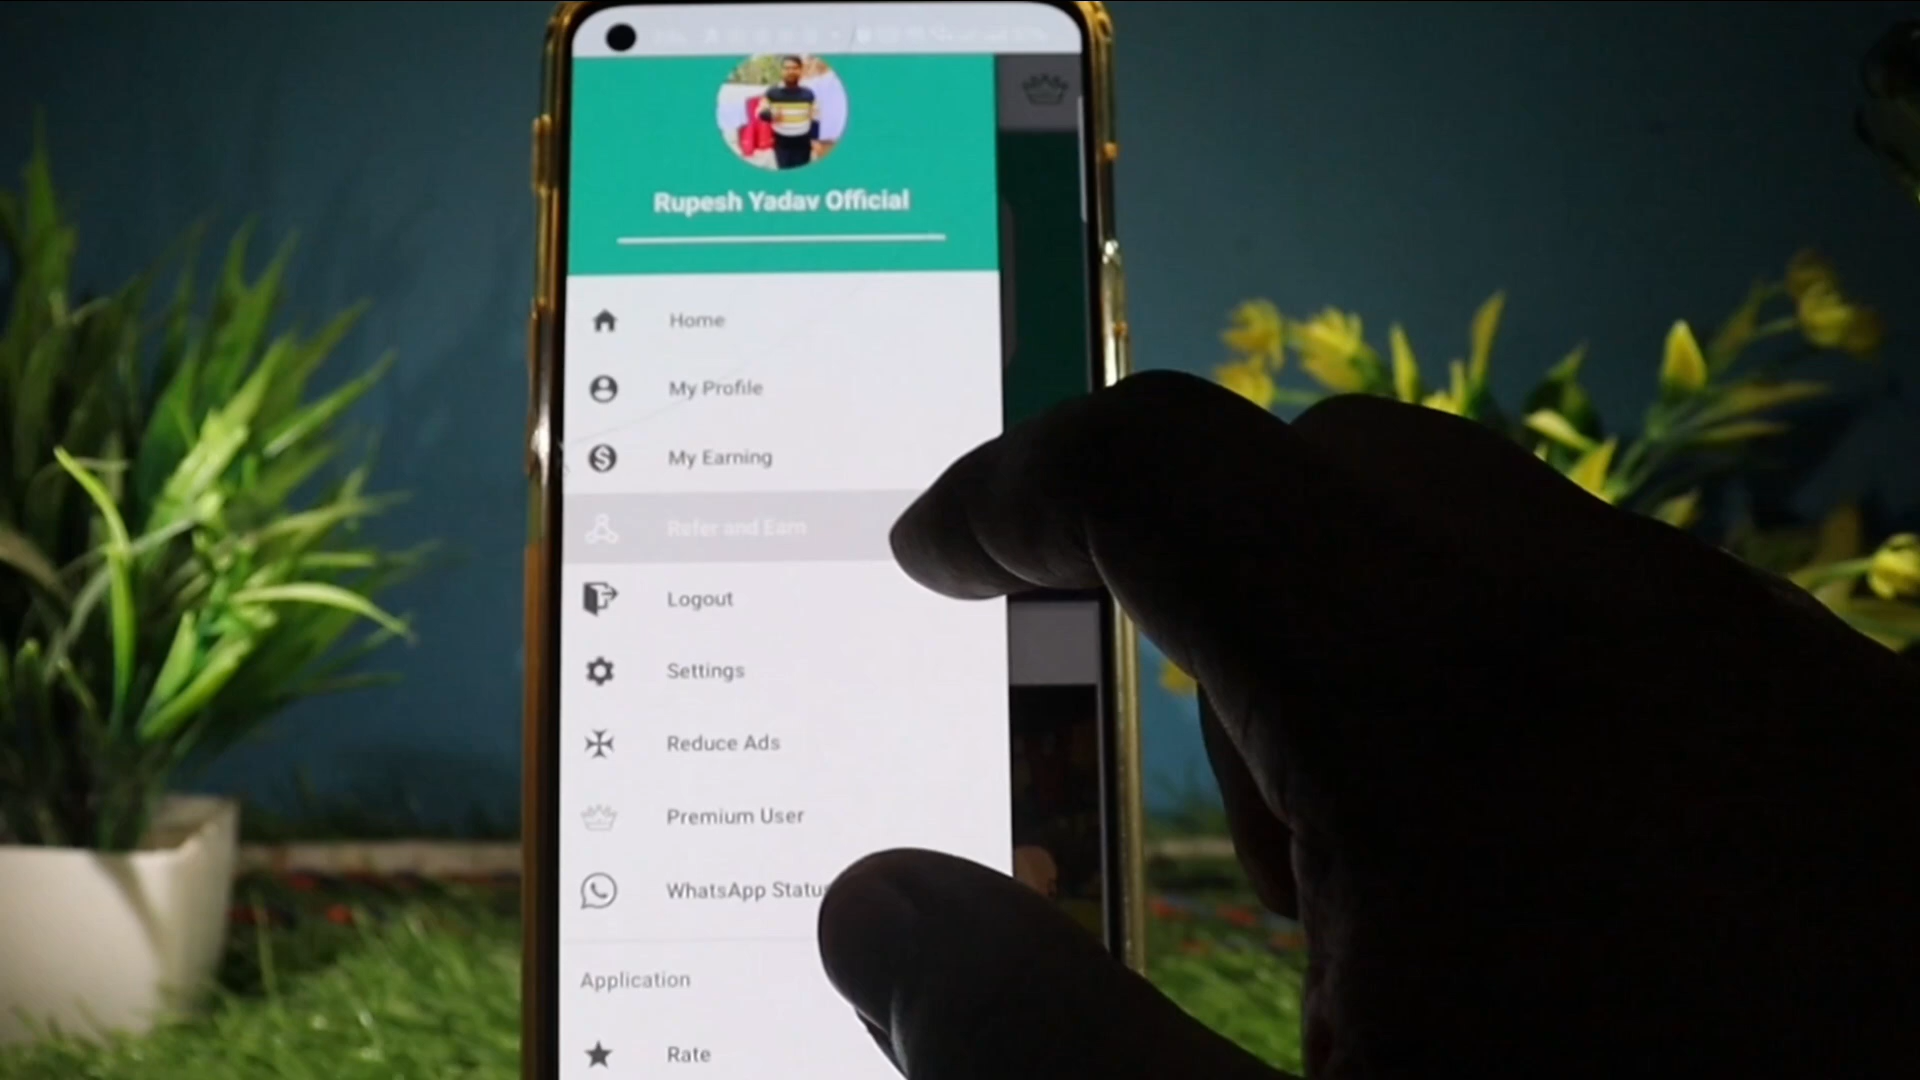 Rupesh Yadav Official
Home
My Profile
My Earning
Refer and Earn
Logout
Settings
Reduce Ads
Premium User
WhatsApp Statu
Application
Rate